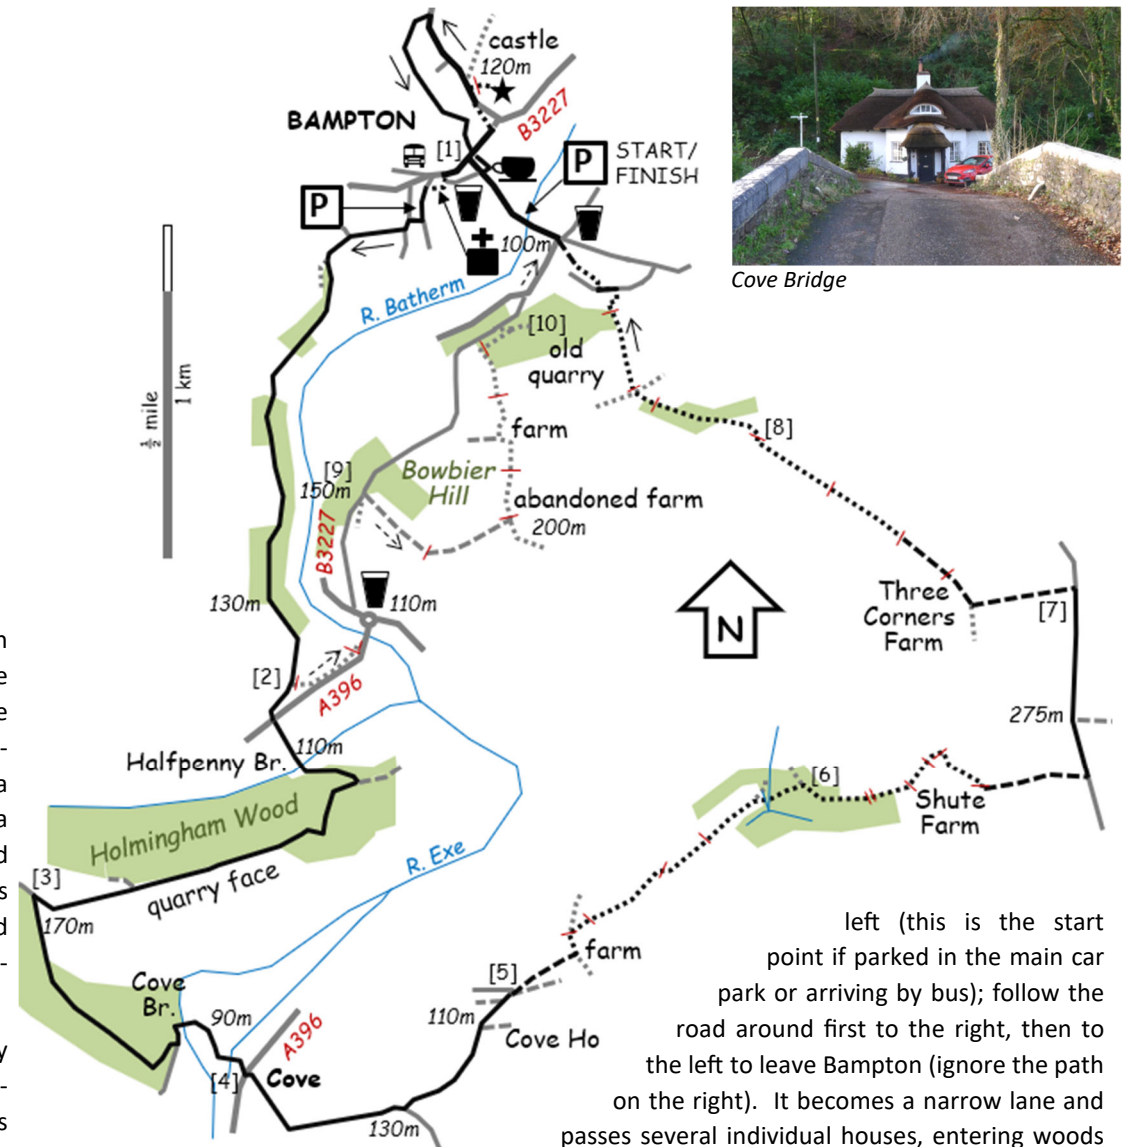 castle
120m
B3227
BAMPTON
[1]
P
START/
FINISH
P
100m
R. Batherm
Cove Bridge
[10]
old
quarry
½ mile
1 km
farm
[8]
[9]
150m
Bowbier
Hill
abandoned farm
200m
B3227
130m
110m
Three
Corners
Farm
[7]
N
[2]
A396
275m
110m
Halfpenny Br.
Holmingham Wood
[6]
Shute
Farm
R. Exe
[3]
quarry face
170m
farm
Cove
Br.
[5]
90m
110m
A396
Cove Ho
[4]
Cove
130m
left (this is the start
point if parked in the main car
park or arriving by bus); follow the
road around first to the right, then to
the left to leave Bampton (ignore the path
on the right). It becomes a narrow lane and
passes several individual houses, entering woods